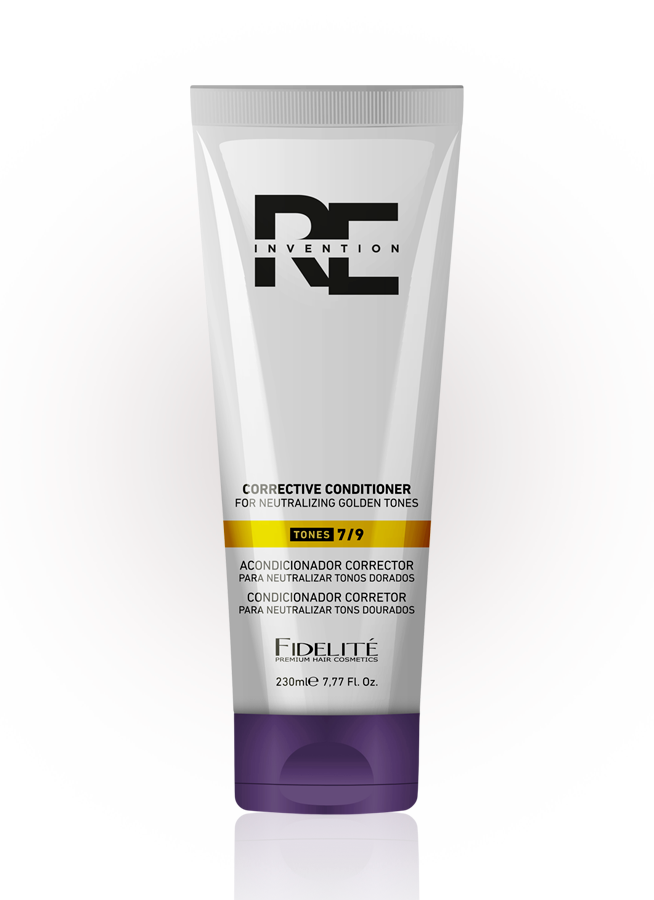 RE
INVENTION
CORRECTIVE CONDITIONER
FOR NEUTRALIZING GOLDEN TONES
TONES 7/9
ACONDICIONADOR CORRECTOR
PARA NEUTRALIZAR TONOS DORADOS
CONDICIONADOR CORRETOR
PARA NEUTRALIZAR TONS DOURADOS
FIDELITÉ
PREMIUM HAIR COSMETICS
230ml℮ 7,77 Fl. Oz.